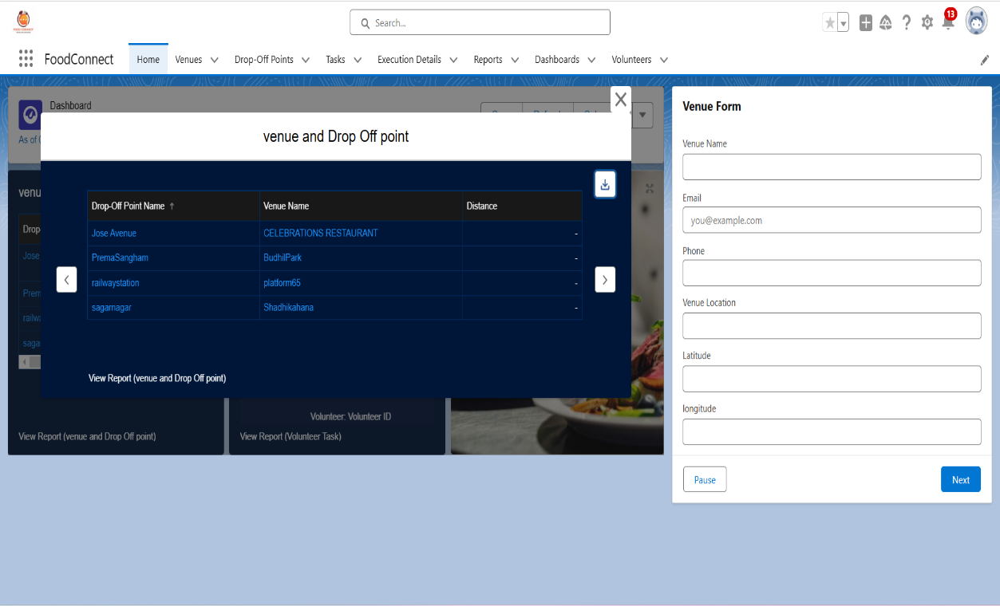 Search...
13
FoodConnect
Home
Venues
Drop-Off Points
Tasks
Execution Details
Reports
Dashboards
Volunteers
Dashboard
As of
venue and Drop Off point
Drop-Off Point Name ↑ Venue Name Distance
Jose Avenue CELEBRATIONS RESTAURANT -
PremaSangham BudhilPark -
railwaystation platform65 -
sagarnagar Shadhikahana -
View Report (venue and Drop Off point)
venu
Drop-
Jose
Prem
railwa
saga
Volunteer: Volunteer ID
View Report (venue and Drop Off point)
View Report (Volunteer Task)
Venue Form
Venue Name
Email
you@example.com
Phone
Venue Location
Latitude
longitude
Pause
Next